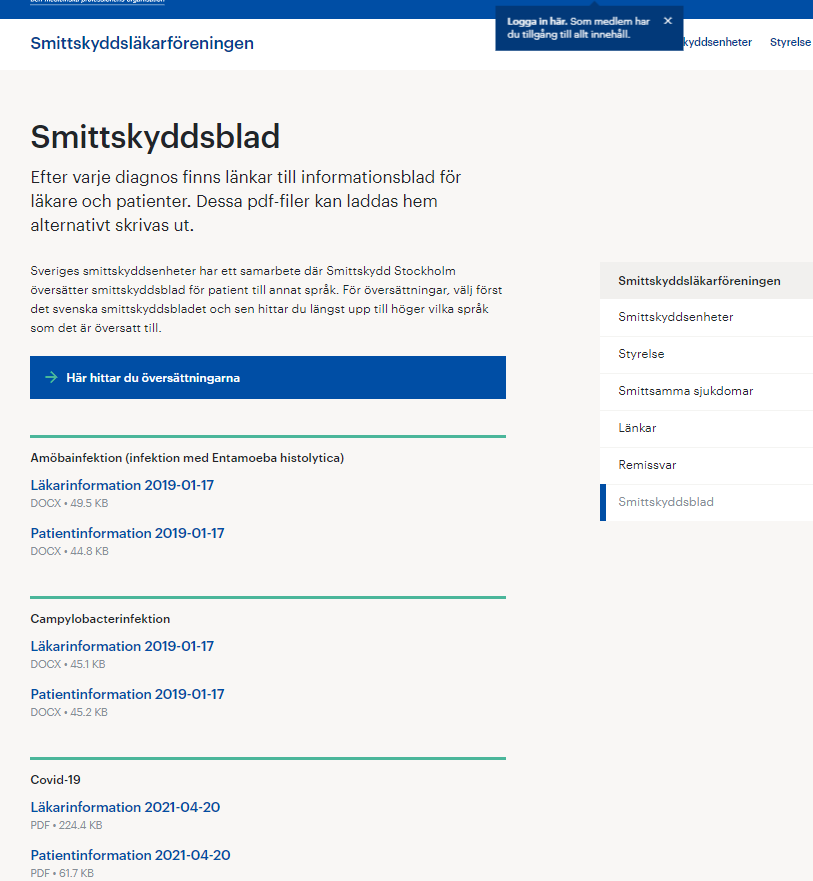 den medicinska professionens organisation
Logga in här. Som medlem har
du tillgång till allt innehåll.
Smittskyddsläkarföreningen
kyddsenheter
Styrelse
Smittskyddsblad
Efter varje diagnos finns länkar till informationsblad för
läkare och patienter. Dessa pdf-filer kan laddas hem
alternativt skrivas ut.
Sveriges smittskyddsenheter har ett samarbete där Smittskydd Stockholm
översätter smittskyddsblad för patient till annat språk. För översättningar, välj först
det svenska smittskyddsbladet och sen hittar du längst upp till höger vilka språk
som det är översatt till.
Här hittar du översättningarna
Amöbainfektion (infektion med Entamoeba histolytica)
Läkarinformation 2019-01-17
DOCX • 49.5 KB
Patientinformation 2019-01-17
DOCX • 44.8 KB
Campylobacterinfektion
Läkarinformation 2019-01-17
DOCX • 45.1 KB
Patientinformation 2019-01-17
DOCX • 45.2 KB
Covid-19
Läkarinformation 2021-04-20
PDF • 224.4 KB
Patientinformation 2021-04-20
PDF • 61.7 KB
Smittskyddsläkarföreningen
Smittskyddsenheter
Styrelse
Smittsamma sjukdomar
Länkar
Remissvar
Smittskyddsblad